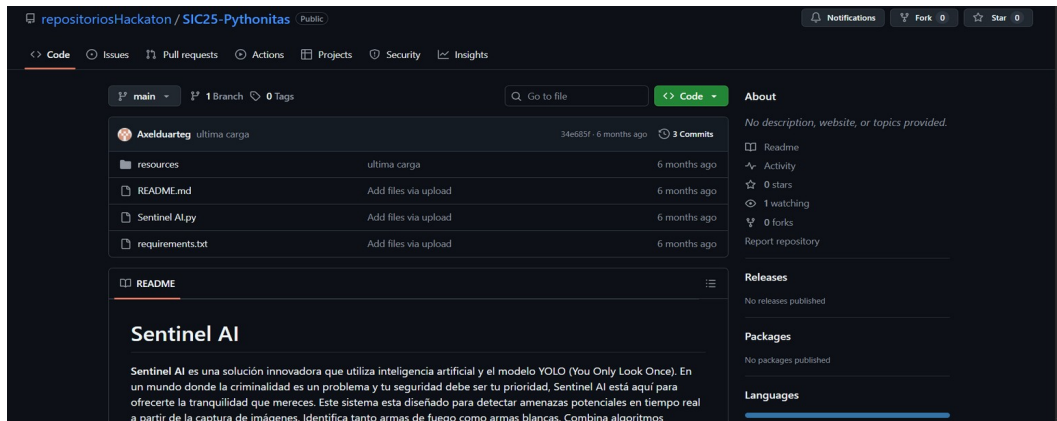 repositoriosHackaton / SIC25-Pythonitas Public
Notifications Fork 0 Star 0
Code Issues Pull requests Actions Projects Security Insights
main 1 Branch 0 Tags Go to file Code
Axelduarteg ultima carga 34e685f · 6 months ago 3 Commits
resources ultima carga 6 months ago
README.md Add files via upload 6 months ago
Sentinel AI.py Add files via upload 6 months ago
requirements.txt Add files via upload 6 months ago
README
Sentinel AI
Sentinel AI es una solución innovadora que utiliza inteligencia artificial y el modelo YOLO (You Only Look Once). En
un mundo donde la criminalidad es un problema y tu seguridad debe ser tu prioridad, Sentinel AI está aquí para
ofrecerte la tranquilidad que mereces. Este sistema esta diseñado para detectar amenazas potenciales en tiempo real
a partir de la captura de imágenes. Identifica tanto armas de fuego como armas blancas. Combina algoritmos
About
No description, website, or topics provided.
Readme
Activity
0 stars
1 watching
0 forks
Report repository
Releases
No releases published
Packages
No packages published
Languages